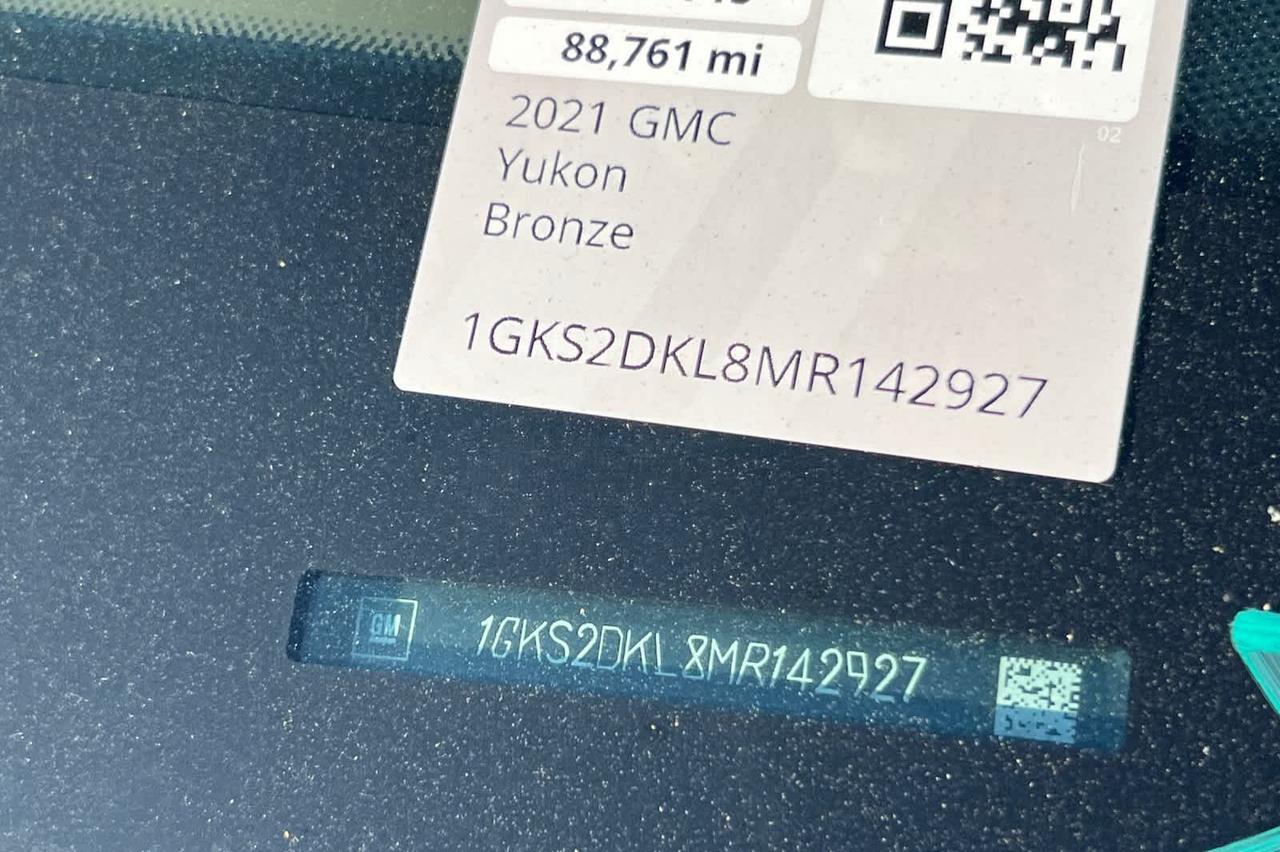 88,761 mi
2021 GMC
Yukon
Bronze
02
1GKS2DKL8MR142927
GM
1GKS2DKL8MR142927